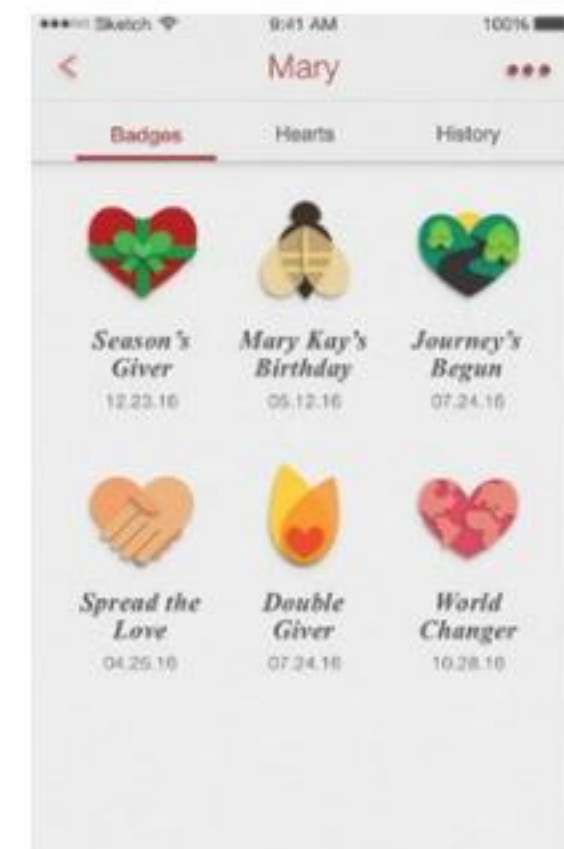 Sketch 9:41 AM 100%
Mary
Badges Hearts History
Season's Giver
12.23.16
Mary Kay's Birthday
05.12.16
Journey's Begun
07.24.16
Spread the Love
04.25.16
Double Giver
07.24.16
World Changer
10.28.16